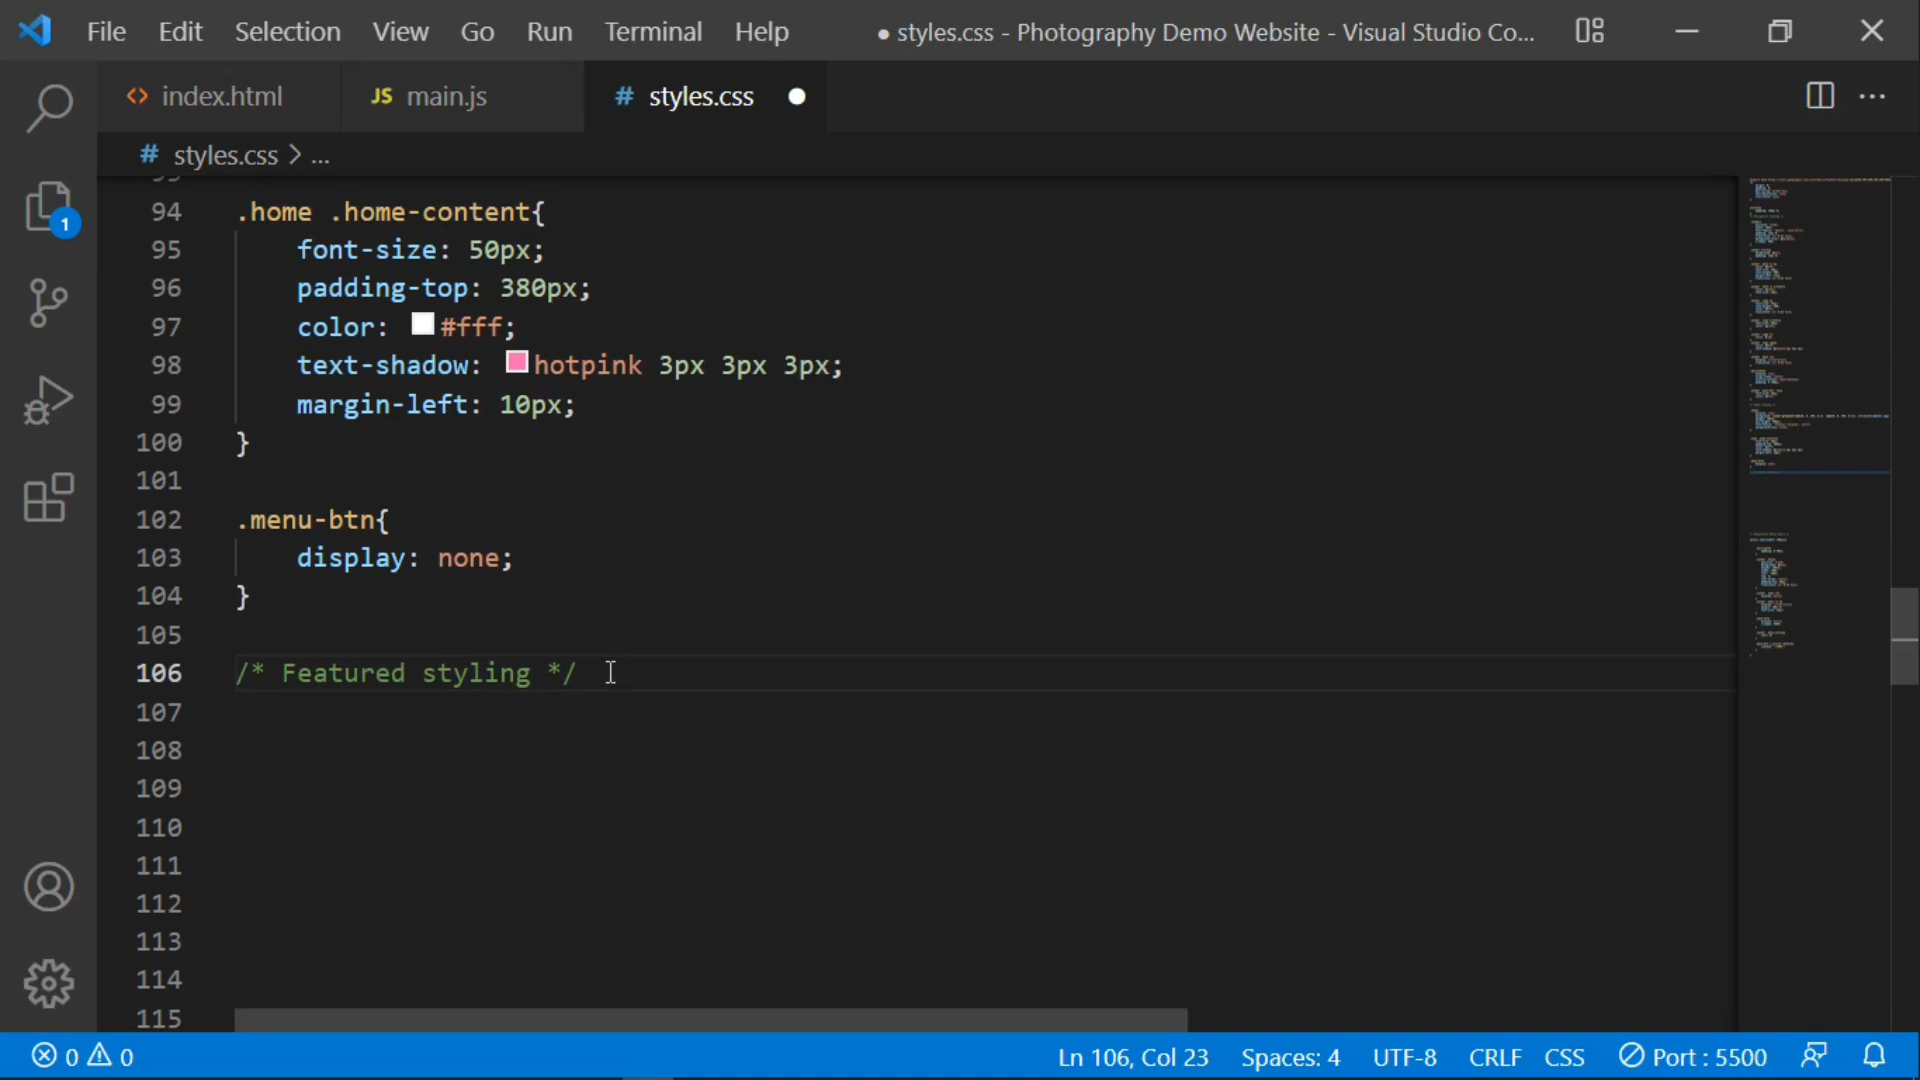 File Edit Selection View Go Run Terminal Help ● styles.css - Photography Demo Website - Visual Studio Co...
<> index.html JS main.js # styles.css ●
# styles.css > ...
94 .home .home-content{
95 font-size: 50px;
96 padding-top: 380px;
97 color: #fff;
98 text-shadow: hotpink 3px 3px 3px;
99 margin-left: 10px;
100 }
101
102 .menu-btn{
103 display: none;
104 }
105
106 /* Featured styling */
107
108
109
110
111
112
113
114
115
1
0 0 Ln 106, Col 23 Spaces: 4 UTF-8 CRLF CSS Port : 5500